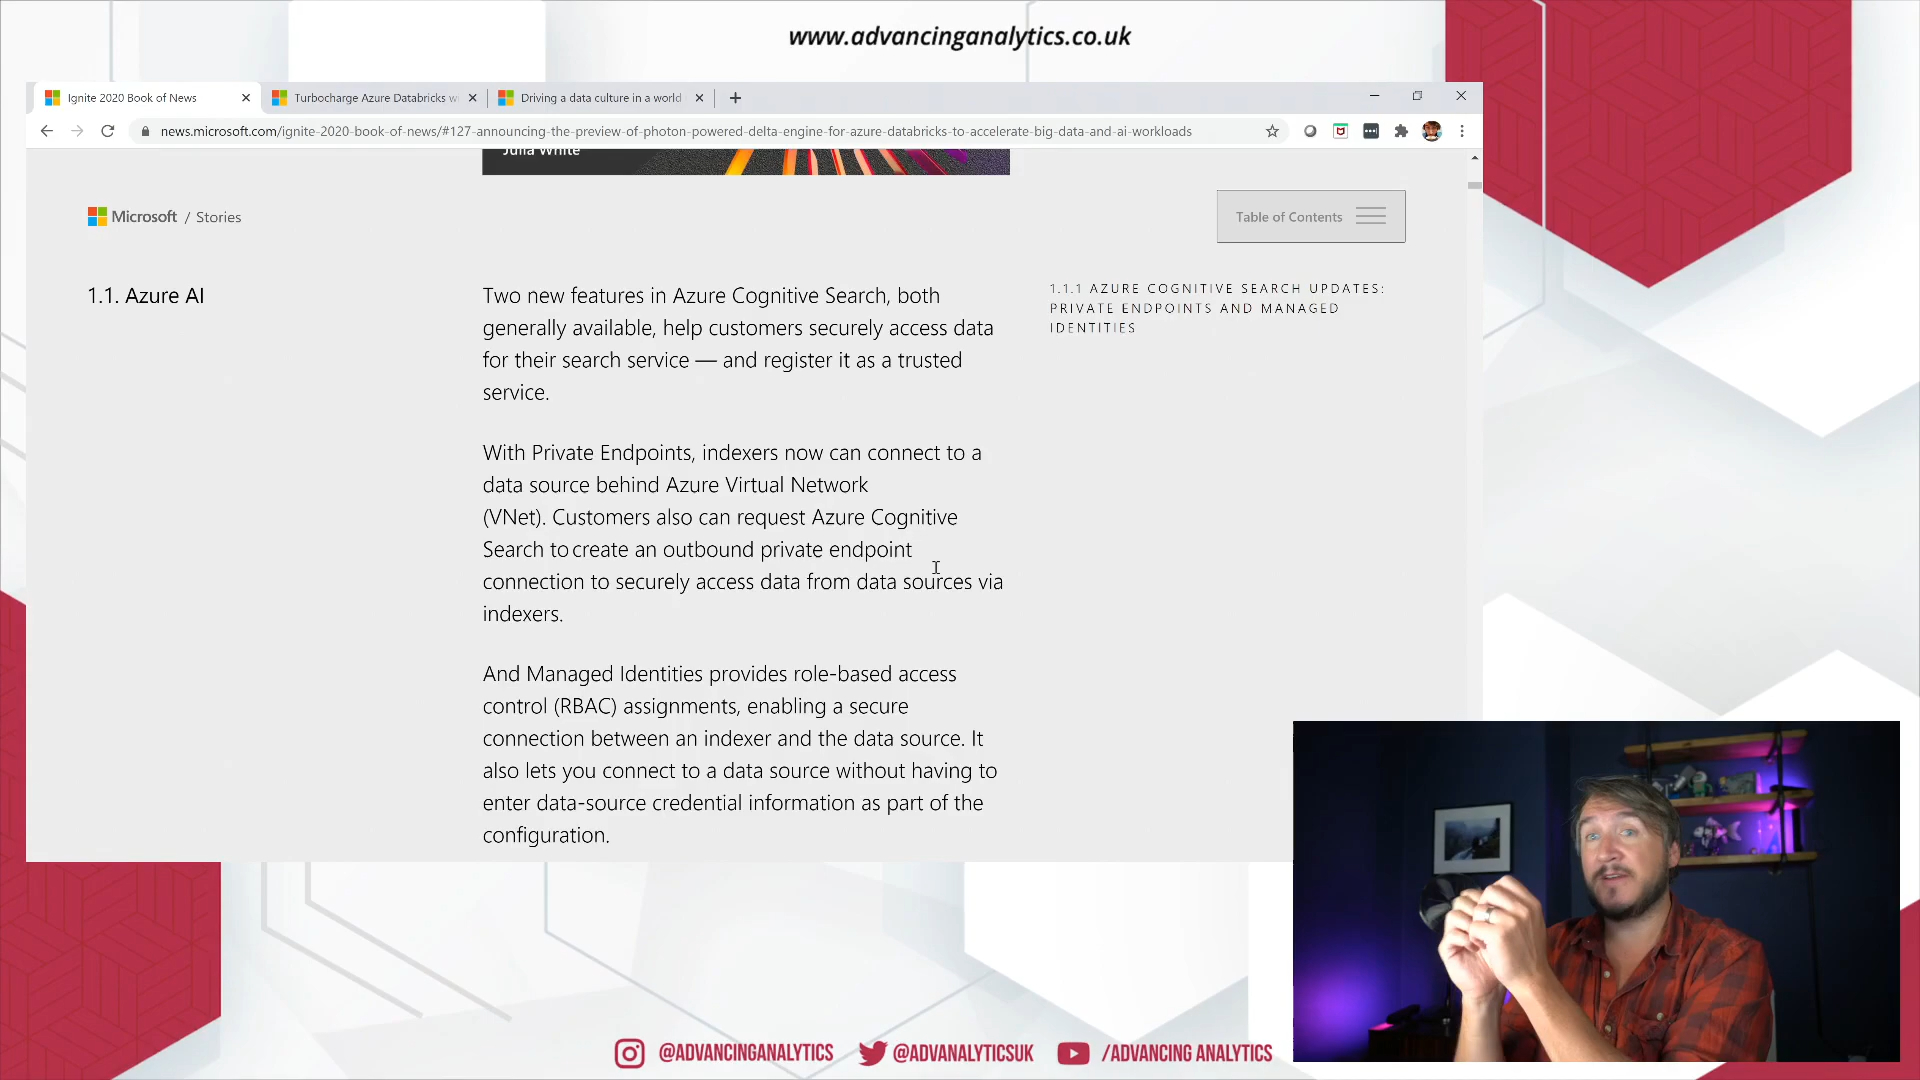 www.advancinganalytics.co.uk
Ignite 2020 Book of News
Turbocharge Azure Databricks w
Driving a data culture in a world
news.microsoft.com/ignite-2020-book-of-news/#127-announcing-the-preview-of-photon-powered-delta-engine-for-azure-databricks-to-accelerate-big-data-and-ai-workloads
Julia White
Microsoft / Stories
Table of Contents
1.1. Azure AI
Two new features in Azure Cognitive Search, both
generally available, help customers securely access data
for their search service — and register it as a trusted
service.
With Private Endpoints, indexers now can connect to a
data source behind Azure Virtual Network
(VNet). Customers also can request Azure Cognitive
Search to create an outbound private endpoint
connection to securely access data from data sources via
indexers.
And Managed Identities provides role-based access
control (RBAC) assignments, enabling a secure
connection between an indexer and the data source. It
also lets you connect to a data source without having to
enter data-source credential information as part of the
configuration.
1.1.1 AZURE COGNITIVE SEARCH UPDATES:
PRIVATE ENDPOINTS AND MANAGED
IDENTITIES
@ADVANCINGANALYTICS
@ADVANALYTICSUK
/ADVANCING ANALYTICS